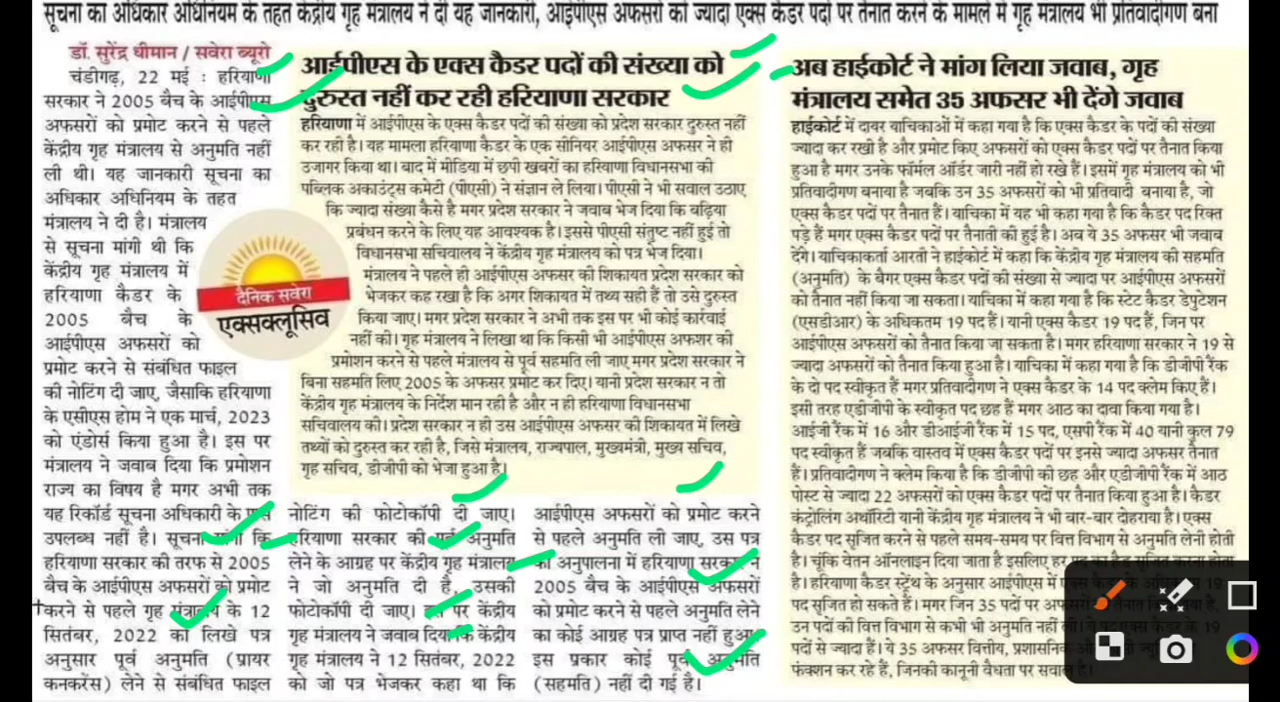 सूचना का अधिकार अधिनियम के तहत केंद्रीय गृह मंत्रालय ने दी यह जानकारी, आईपीएस अफसरों को ज्यादा एक्स कैडर पदों पर तैनात करने के मामले में गृह मंत्रालय भी प्रतिवादीगण बना
डॉ. सुरेंद्र धीमान / सवेरा ब्यूरो
चंडीगढ़, 22 मई : हरियाणा
सरकार ने 2005 बैच के आईपीएस
अफसरों को प्रमोट करने से पहले
केंद्रीय गृह मंत्रालय से अनुमति नहीं
ली थी। यह जानकारी सूचना का
अधिकार अधिनियम के तहत
मंत्रालय ने दी है। मंत्रालय
से सूचना मांगी थी कि
केंद्रीय गृह मंत्रालय में
हरियाणा कैडर के
2005 बैच के
आईपीएस अफसरों को
प्रमोट करने से संबंधित फाइल
की नोटिंग दी जाए, जैसाकि हरियाणा
के एसीएस होम ने एक मार्च, 2023
को एंडोर्स किया हुआ है। इस पर
मंत्रालय ने जवाब दिया कि प्रमोशन
राज्य का विषय है मगर अभी तक
यह रिकॉर्ड सूचना अधिकारी के पास
उपलब्ध नहीं है। सूचना मांगी कि
हरियाणा सरकार की तरफ से 2005
बैच के आईपीएस अफसरों को प्रमोट
करने से पहले गृह मंत्रालय के 12
सितंबर, 2022 को लिखे पत्र
अनुसार पूर्व अनुमति (प्रायर
कनकरेंस) लेने से संबंधित फाइल
नोटिंग की फोटोकॉपी दी जाए।
हरियाणा सरकार की पूर्व अनुमति
लेने के आग्रह पर केंद्रीय गृह मंत्रालय
ने जो अनुमति दी है, उसकी
फोटोकॉपी दी जाए। इस पर केंद्रीय
गृह मंत्रालय ने जवाब दिया कि केंद्रीय
गृह मंत्रालय ने 12 सितंबर, 2022
को जो पत्र भेजकर कहा था कि
आईपीएस अफसरों को प्रमोट करने
से पहले अनुमति ली जाए, उस पत्र
की अनुपालना में हरियाणा सरकार ने
2005 बैच के आईपीएस अफसरों
को प्रमोट करने से पहले अनुमति लेने
का कोई आग्रह पत्र प्राप्त नहीं हुआ।
इस प्रकार कोई पूर्व अनुमति
(सहमति) नहीं दी गई है।
दैनिक सवेरा
एक्सक्लूसिव
आईपीएस के एक्स कैडर पदों की संख्या को
दुरुस्त नहीं कर रही हरियाणा सरकार
हरियाणा में आईपीएस के एक्स कैडर पदों की संख्या को प्रदेश सरकार दुरुस्त नहीं
कर रही है। यह मामला हरियाणा कैडर के एक सीनियर आईपीएस अफसर ने ही
उजागर किया था। बाद में मीडिया में छपी खबरों का हरियाणा विधानसभा की
पब्लिक अकाउंट्स कमेटी (पीएसी) ने संज्ञान ले लिया। पीएसी ने भी सवाल उठाए
कि ज्यादा संख्या कैसे है मगर प्रदेश सरकार ने जवाब भेज दिया कि बढ़िया
प्रबंधन करने के लिए यह आवश्यक है। इससे पीएसी संतुष्ट नहीं हुई तो
विधानसभा सचिवालय ने केंद्रीय गृह मंत्रालय को पत्र भेज दिया।
मंत्रालय ने पहले ही आईपीएस अफसर की शिकायत प्रदेश सरकार को
भेजकर कह रखा है कि अगर शिकायत में तथ्य सही हैं तो उसे दुरुस्त
किया जाए। मगर प्रदेश सरकार ने अभी तक इस पर भी कोई कार्रवाई
नहीं की। गृह मंत्रालय ने लिखा था कि किसी भी आईपीएस अफशर की
प्रमोशन करने से पहले मंत्रालय से पूर्व सहमति ली जाए मगर प्रदेश सरकार ने
बिना सहमति लिए 2005 के अफसर प्रमोट कर दिए। यानी प्रदेश सरकार न तो
केंद्रीय गृह मंत्रालय के निर्देश मान रही है और न ही हरियाणा विधानसभा
सचिवालय की। प्रदेश सरकार न ही उस आईपीएस अफसर की शिकायत में लिखे
तथ्यों को दुरुस्त कर रही है, जिसे मंत्रालय, राज्यपाल, मुख्यमंत्री, मुख्य सचिव,
गृह सचिव, डीजीपी को भेजा हुआ है।
अब हाईकोर्ट ने मांग लिया जवाब, गृह
मंत्रालय समेत 35 अफसर भी देंगे जवाब
हाईकोर्ट में दायर याचिकाओं में कहा गया है कि एक्स कैडर के पदों की संख्या
ज्यादा कर रखी है और प्रमोट किए अफसरों को एक्स कैडर पदों पर तैनात किया
हुआ है मगर उनके फॉर्मल ऑर्डर जारी नहीं हो रखे हैं। इसमें गृह मंत्रालय को भी
प्रतिवादीगण बनाया है जबकि उन 35 अफसरों को भी प्रतिवादी बनाया है, जो
एक्स कैडर पदों पर तैनात हैं। याचिका में यह भी कहा गया है कि कैडर पद रिक्त
पड़े हैं मगर एक्स कैडर पदों पर तैनाती की हुई है। अब ये 35 अफसर भी जवाब
देंगे। याचिकाकर्ता आरती ने हाईकोर्ट में कहा कि केंद्रीय गृह मंत्रालय की सहमति
(अनुमति) के बैगर एक्स कैडर पदों की संख्या से ज्यादा पर आईपीएस अफसरों
को तैनात नहीं किया जा सकता। याचिका में कहा गया है कि स्टेट कैडर डेपुटेशन
(एसडीआर) के अधिकतम 19 पद हैं। यानी एक्स कैडर 19 पद हैं, जिन पर
आईपीएस अफसरों को तैनात किया जा सकता है। मगर हरियाणा सरकार ने 19 से
ज्यादा अफसरों को तैनात किया हुआ है। याचिका में कहा गया है कि डीजीपी रैंक
के दो पद स्वीकृत हैं मगर प्रतिवादीगण ने एक्स कैडर के 14 पद क्लेम किए हैं।
इसी तरह एडीजीपी के स्वीकृत पद छह हैं मगर आठ का दावा किया गया है।
आईजी रैंक में 16 और डीआईजी रैंक में 15 पद, एसपी रैंक में 40 यानी कुल 79
पद स्वीकृत हैं जबकि वास्तव में एक्स कैडर पदों पर इनसे ज्यादा अफसर तैनात
हैं। प्रतिवादीगण ने क्लेम किया है कि डीजीपी की छह और एडीजीपी रैंक में आठ
पोस्ट से ज्यादा 22 अफसरों को एक्स कैडर पदों पर तैनात किया हुआ है। कैडर
कंट्रोलिंग अथॉरिटी यानी केंद्रीय गृह मंत्रालय ने भी बार-बार दोहराया है। एक्स
कैडर पद सृजित करने से पहले समय-समय पर वित्त विभाग से अनुमति लेनी होती
है। चूंकि वेतन ऑनलाइन दिया जाता है इसलिए हर पद को है सृजित करना होता
है। हरियाणा कैडर स्ट्रेंथ के अनुसार आईपीएस में एक्स कैडर के अधिकतम 19
पद सृजित हो सकते हैं। मगर जिन 35 पदों पर
उन पदों की वित्त विभाग से कभी भी अनुमति नहीं ली। ये पद एक्स कैडर के 19
पदों से ज्यादा हैं। ये 35 अफसर वित्तीय, प्रशासनिक
फंक्शन कर रहे हैं, जिनकी कानूनी वैधता पर सवाल है।